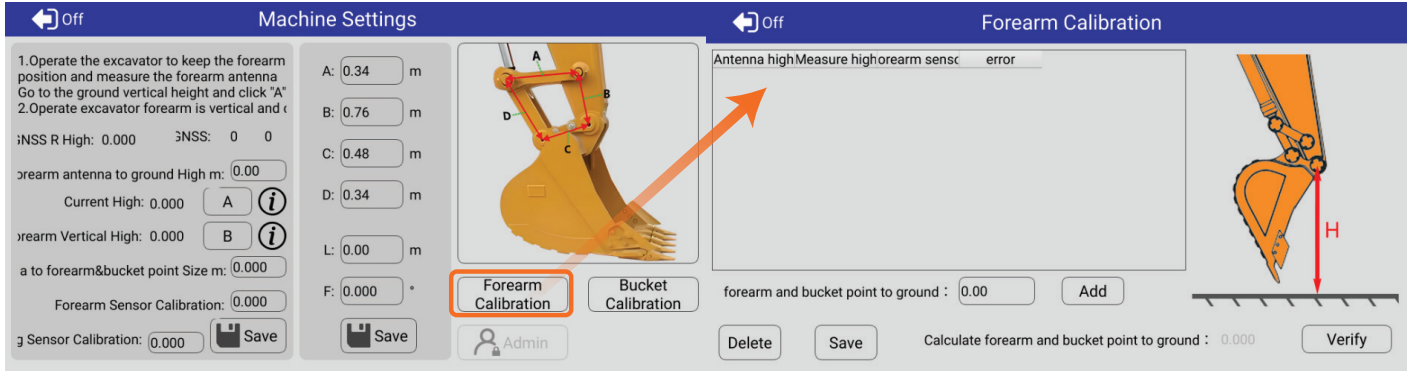 Off
Machine Settings
1.Operate the excavator to keep the forearm
position and measure the forearm antenna
Go to the ground vertical height and click "A"
2.Operate excavator forearm is vertical and
High: 0.000
0
0
antenna to ground High m: 0.00
Current High: 0.000
A
i
Vertical High: 0.000
B
i
a to forearm&bucket point Size m: 0.000
Forearm Sensor Calibration: 0.000
Sensor Calibration: 0.000
Save
A: 0.34 m
B: 0.76 m
C: 0.48 m
D: 0.34 m
L: 0.00 m
F: 0.000 °
Save
A
B
D
C
Forearm
Calibration
Bucket
Calibration
Admin
Off
Forearm Calibration
Antenna high
Measure high
error
H
forearm and bucket point to ground :
0.00
Add
Delete
Save
Calculate forearm and bucket point to ground :
0.000
Verify